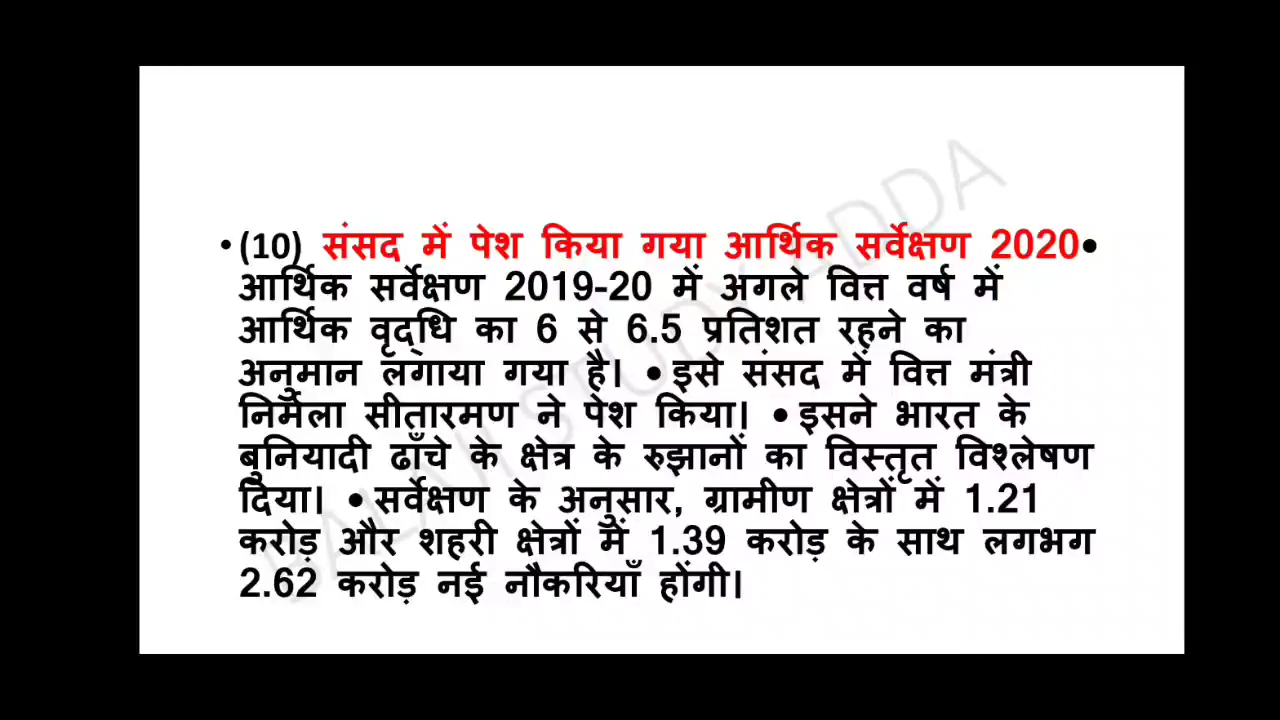 • (10) संसद में पेश किया गया आर्थिक सर्वेक्षण 2020•
आर्थिक सर्वेक्षण 2019-20 में अगले वित्त वर्ष में
आर्थिक वृद्धि का 6 से 6.5 प्रतिशत रहने का
अनुमान लगाया गया है। •इसे संसद में वित्त मंत्री
निर्मला सीतारमण ने पेश किया। •इसने भारत के
बुनियादी ढाँचे के क्षेत्र के रुझानों का विस्तृत विश्लेषण
दिया। •सर्वेक्षण के अनुसार, ग्रामीण क्षेत्रों में 1.21
करोड़ और शहरी क्षेत्रों में 1.39 करोड़ के साथ लगभग
2.62 करोड़ नई नौकरियाँ होंगी।
STUDY ADDA